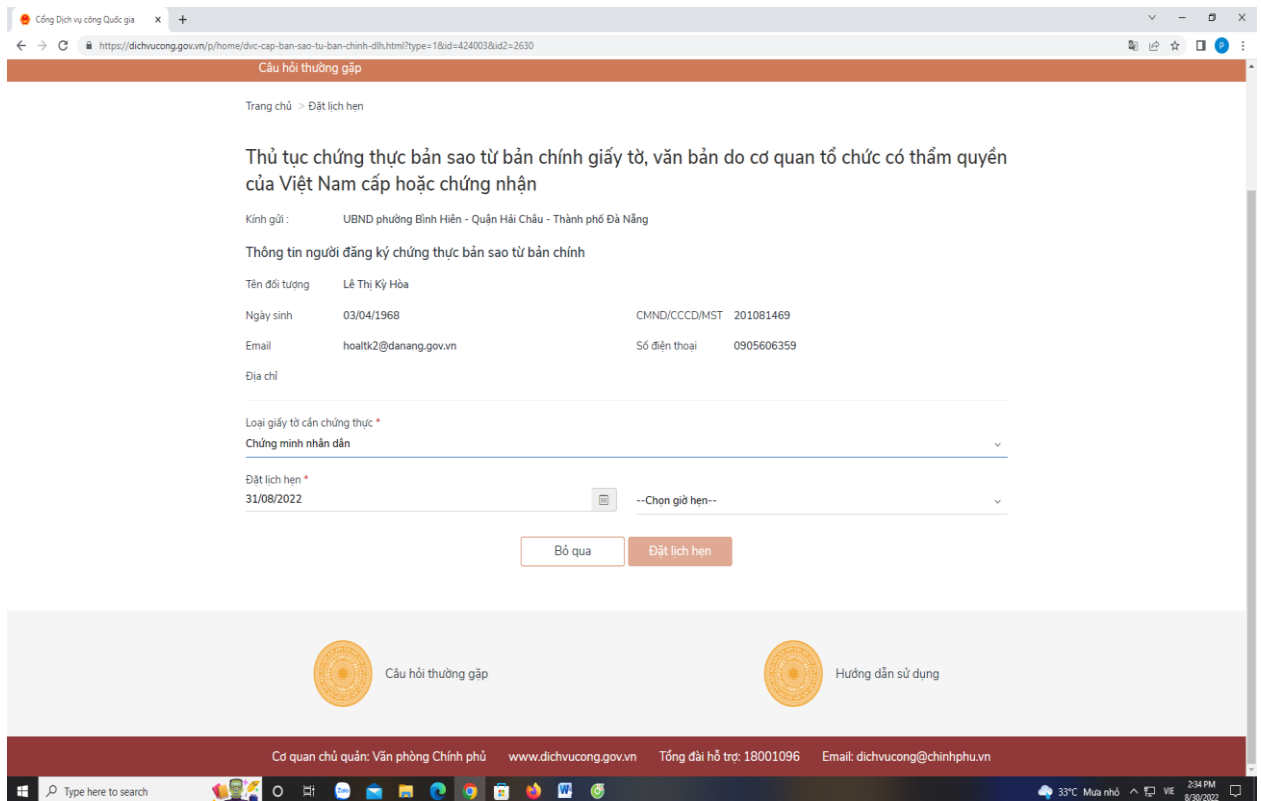 Cổng Dịch vụ công Quốc gia
https://dichvucong.gov.vn/p/home/dvc-cap-ban-sao-tu-ban-chinh-dlh.html?type=1&id=424003&id2=2630
Câu hỏi thường gặp
Trang chủ > Đặt lịch hẹn
Thủ tục chứng thực bản sao từ bản chính giấy tờ, văn bản do cơ quan tổ chức có thẩm quyền
của Việt Nam cấp hoặc chứng nhận
Kính gửi : UBND phường Bình Hiên - Quận Hải Châu - Thành phố Đà Nẵng
Thông tin người đăng ký chứng thực bản sao từ bản chính
Tên đối tượng Lê Thị Kỳ Hòa
Ngày sinh 03/04/1968 CMND/CCCD/MST 201081469
Email hoaltk2@danang.gov.vn Số điện thoại 0905606359
Địa chỉ
Loại giấy tờ cần chứng thực *
Chứng minh nhân dân
Đặt lịch hẹn *
31/08/2022 --Chọn giờ hẹn--
Bỏ qua Đặt lịch hẹn
Câu hỏi thường gặp Hướng dẫn sử dụng
Cơ quan chủ quản: Văn phòng Chính phủ www.dichvucong.gov.vn Tổng đài hỗ trợ: 18001096 Email: dichvucong@chinhphu.vn
Type here to search Zalo 33°C Mưa nhỏ VIE 2:34 PM
8/30/2022